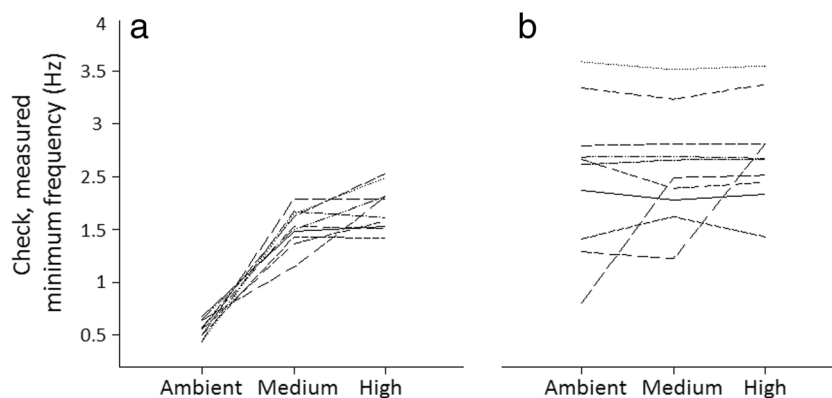 a
b
Check, measured
minimum frequency (Hz)
4
3.5
3
2.5
1.5
1
0.5
Ambient Medium High
Ambient Medium High